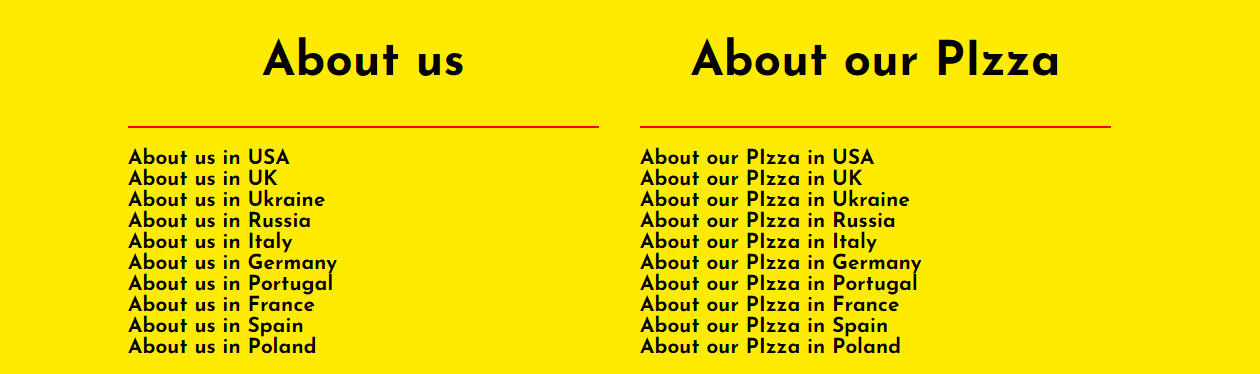 About us
About us in USA
About us in UK
About us in Ukraine
About us in Russia
About us in Italy
About us in Germany
About us in Portugal
About us in France
About us in Spain
About us in Poland
About our PIzza
About our PIzza in USA
About our PIzza in UK
About our PIzza in Ukraine
About our PIzza in Russia
About our PIzza in Italy
About our PIzza in Germany
About our PIzza in Portugal
About our PIzza in France
About our PIzza in Spain
About our PIzza in Poland